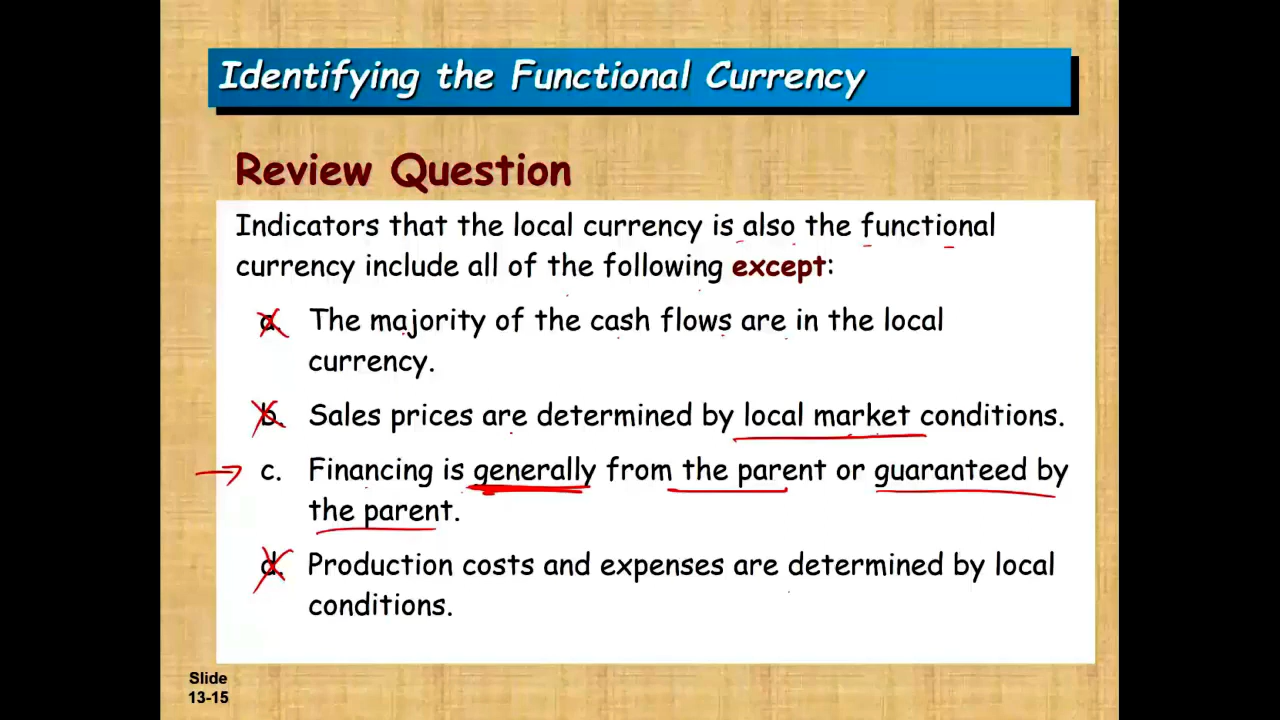 Identifying the Functional Currency
Review Question
Indicators that the local currency is also the functional
currency include all of the following except:
a. The majority of the cash flows are in the local
currency.
b. Sales prices are determined by local market conditions.
c. Financing is generally from the parent or guaranteed by
the parent.
d. Production costs and expenses are determined by local
conditions.
Slide
13-15